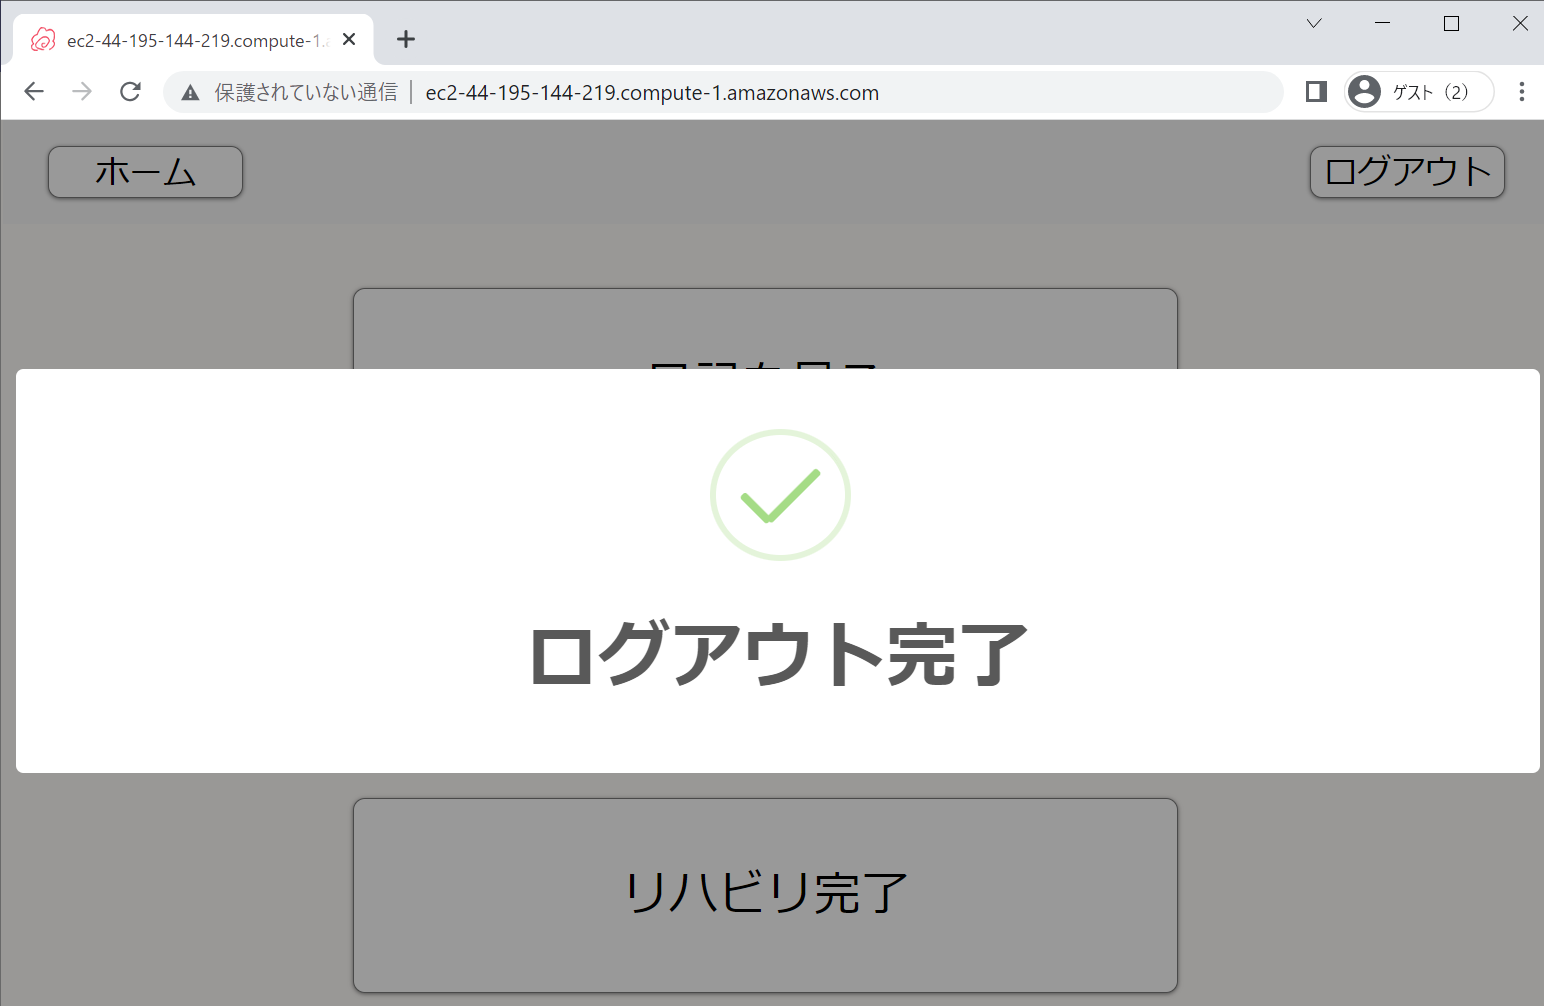 ec2-44-195-144-219.compute-1.a
保護されていない通信 ec2-44-195-144-219.compute-1.amazonaws.com ゲスト (2)
ホーム ログアウト
ログアウト完了
リハビリ完了